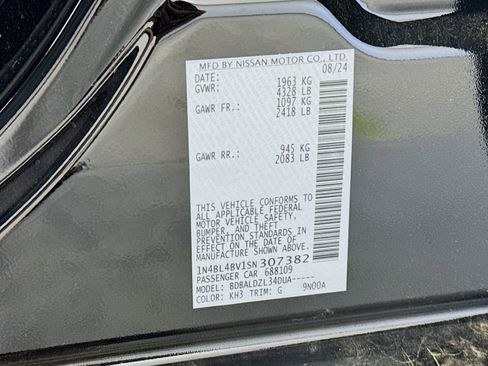 MFD BY NISSAN MOTOR CO., LTD.
DATE: 08/24
GVWR: 1963 KG
4328 LB
GAWR FR.: 1097 KG
2418 LB
GAWR RR.: 945 KG
2083 LB
THIS VEHICLE CONFORMS TO
ALL APPLICABLE FEDERAL
MOTOR VEHICLE SAFETY,
BUMPER, AND THEFT
PREVENTION STANDARDS
IN EFFECT ON THE DATE OF
MANUFACTURE SHOWN ABOVE.
1N4BL4BV1SN307382
PASSENGER CAR 688109
MODEL: BDBALDZL34DUA-----
COLOR: KH3 TRIM: G 9N00A